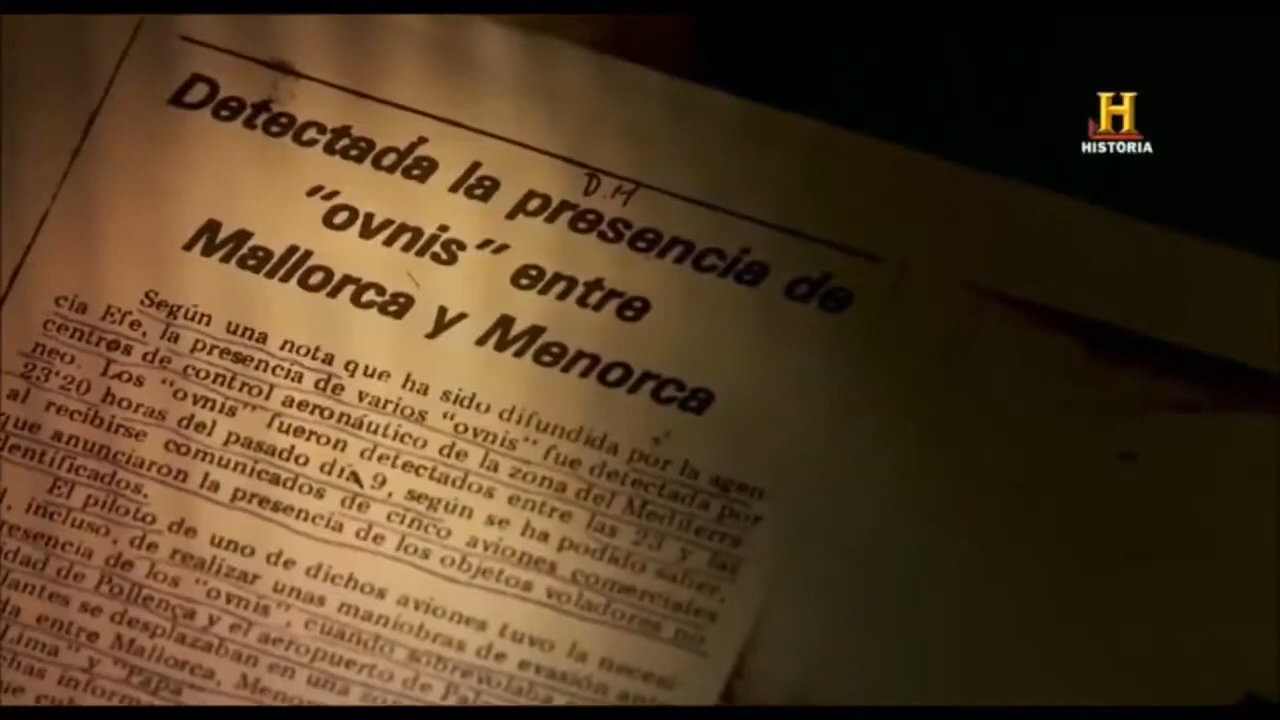 Detectada la presencia de
D.M
"ovnis" entre
Mallorca y Menorca
Según una nota que ha sido difundida por la agen
cia Efe, la presencia de varios "ovnis" fue detectada por
centros de control aeronáutico de la zona del Mediterrá
neo. Los "ovnis" fueron detectados entre las 23 y las
23'20 horas del pasado día 9, según se ha podido saber,
al recibirse comunicados de cinco aviones comerciales
que anunciaron la presencia de los objetos voladores no
dentificados.
El piloto de uno de dichos aviones tuvo la necesi
incluso, de realizar unas maniobras de evasión
resencia de los "ovnis", cuando sobrevolaba
dad de Pollença y el aeropuerto de
lantes se desplazaban en una
entre Mallorca,
Lima" y "Papa
H
HISTORIA